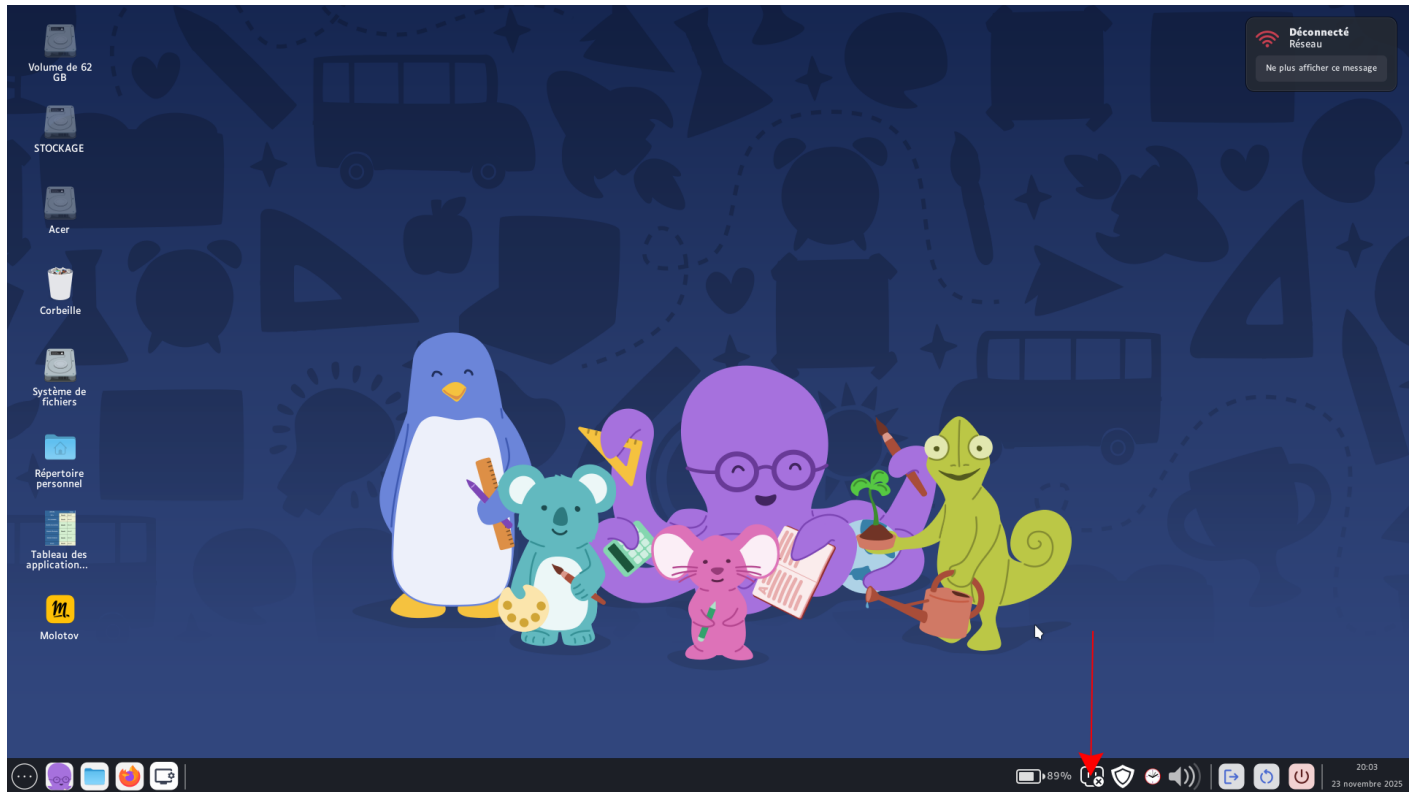 Volume de 62
GB
STOCKAGE
Acer
Corbeille
Système de
fichiers
Répertoire
personnel
Tableau des
application...
m.
Molotov
Déconnecté
Réseau
Ne plus afficher ce message
89%
20:03
23 novembre 2025